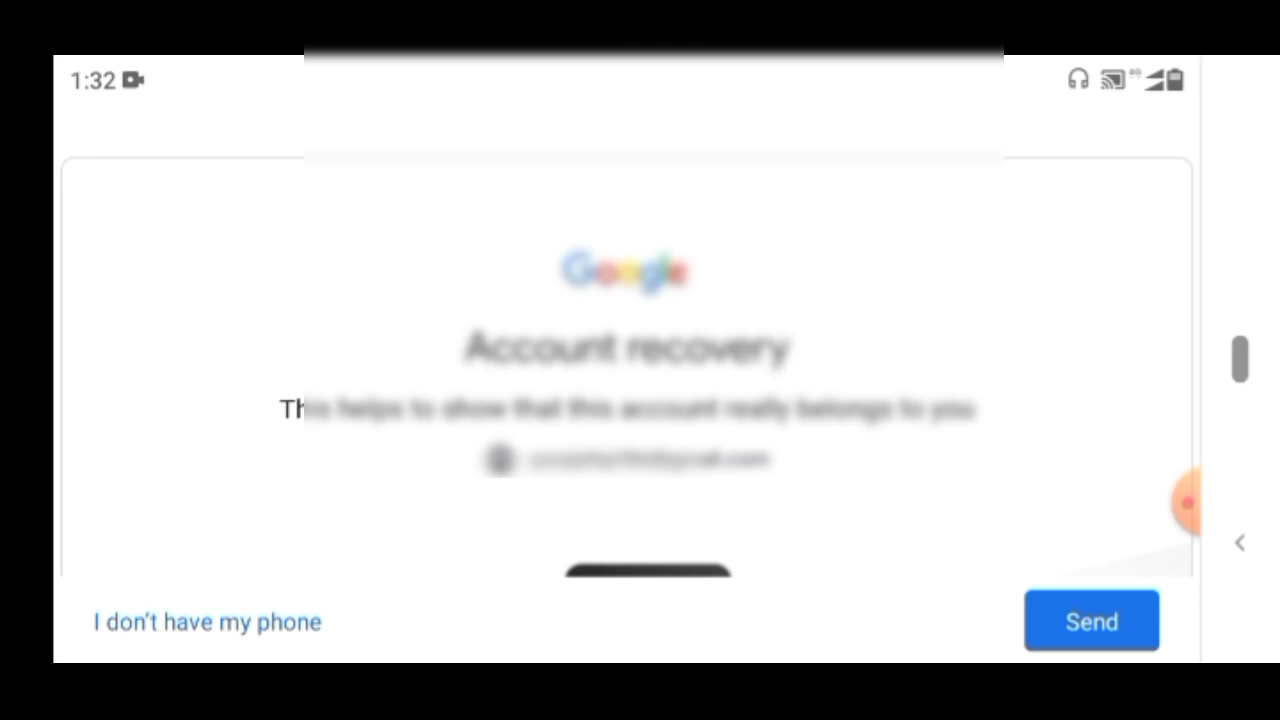 1:32
4G
Google
Account recovery
This helps to show that this account really belongs to you
I don't have my phone
Send